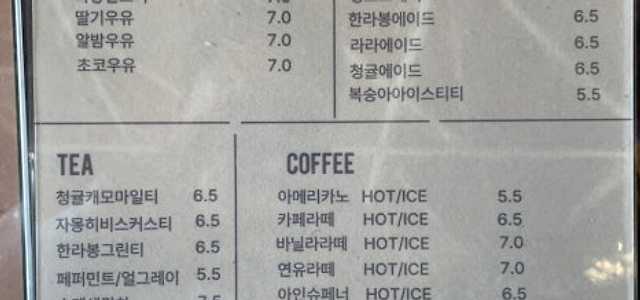 딸기우유 7.0
알밤우유 7.0
초코우유 7.0
한라봉에이드 6.5
라라에이드 6.5
청귤에이드 6.5
복숭아아이스티티 5.5
TEA
청귤캐모마일티 6.5
자몽히비스커스티 6.5
한라봉그린티 6.5
페퍼민트/얼그레이 5.5
COFFEE
아메리카노 HOT/ICE 5.5
카페라떼 HOT/ICE 6.5
바닐라라떼 HOT/ICE 7.0
연유라떼 HOT/ICE 7.0
아인슈페너 HOT/ICE 6.5